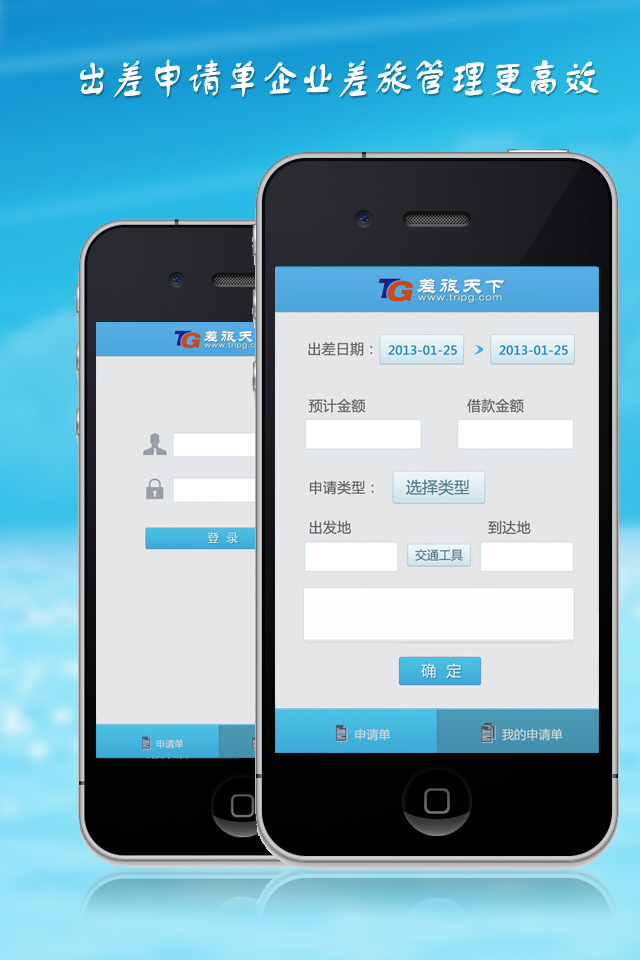 出差申请单企业差旅管理更高效
TG 差旅天下
www.tripg.com
出差日期： 2013-01-25 2013-01-25
预计金额 借款金额
申请类型： 选择类型
出发地 到达地
交通工具
确 定
申请单 我的申请单
TG 差旅天
www.tripg.c
登 录
申请单